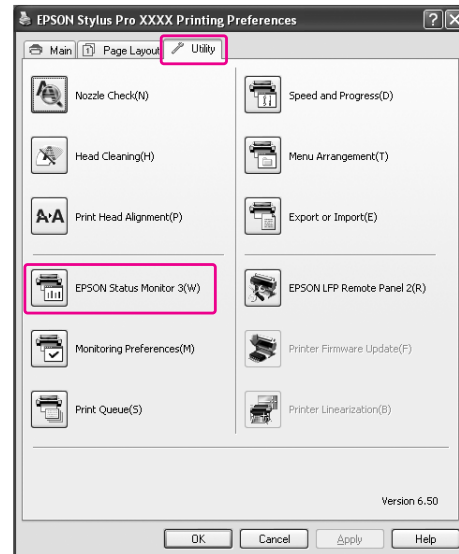 EPSON Stylus Pro XXXX Printing Preferences
Main
Page Layout
Utility
Nozzle Check(N)
Speed and Progress(D)
Head Cleaning(H)
Menu Arrangement(T)
Print Head Alignment(P)
Export or Import(E)
EPSON Status Monitor 3(W)
EPSON LFP Remote Panel 2(R)
Monitoring Preferences(M)
Printer Firmware Update(F)
Print Queue(S)
Printer Linearization(B)
Version 6.50
OK
Cancel
Apply
Help